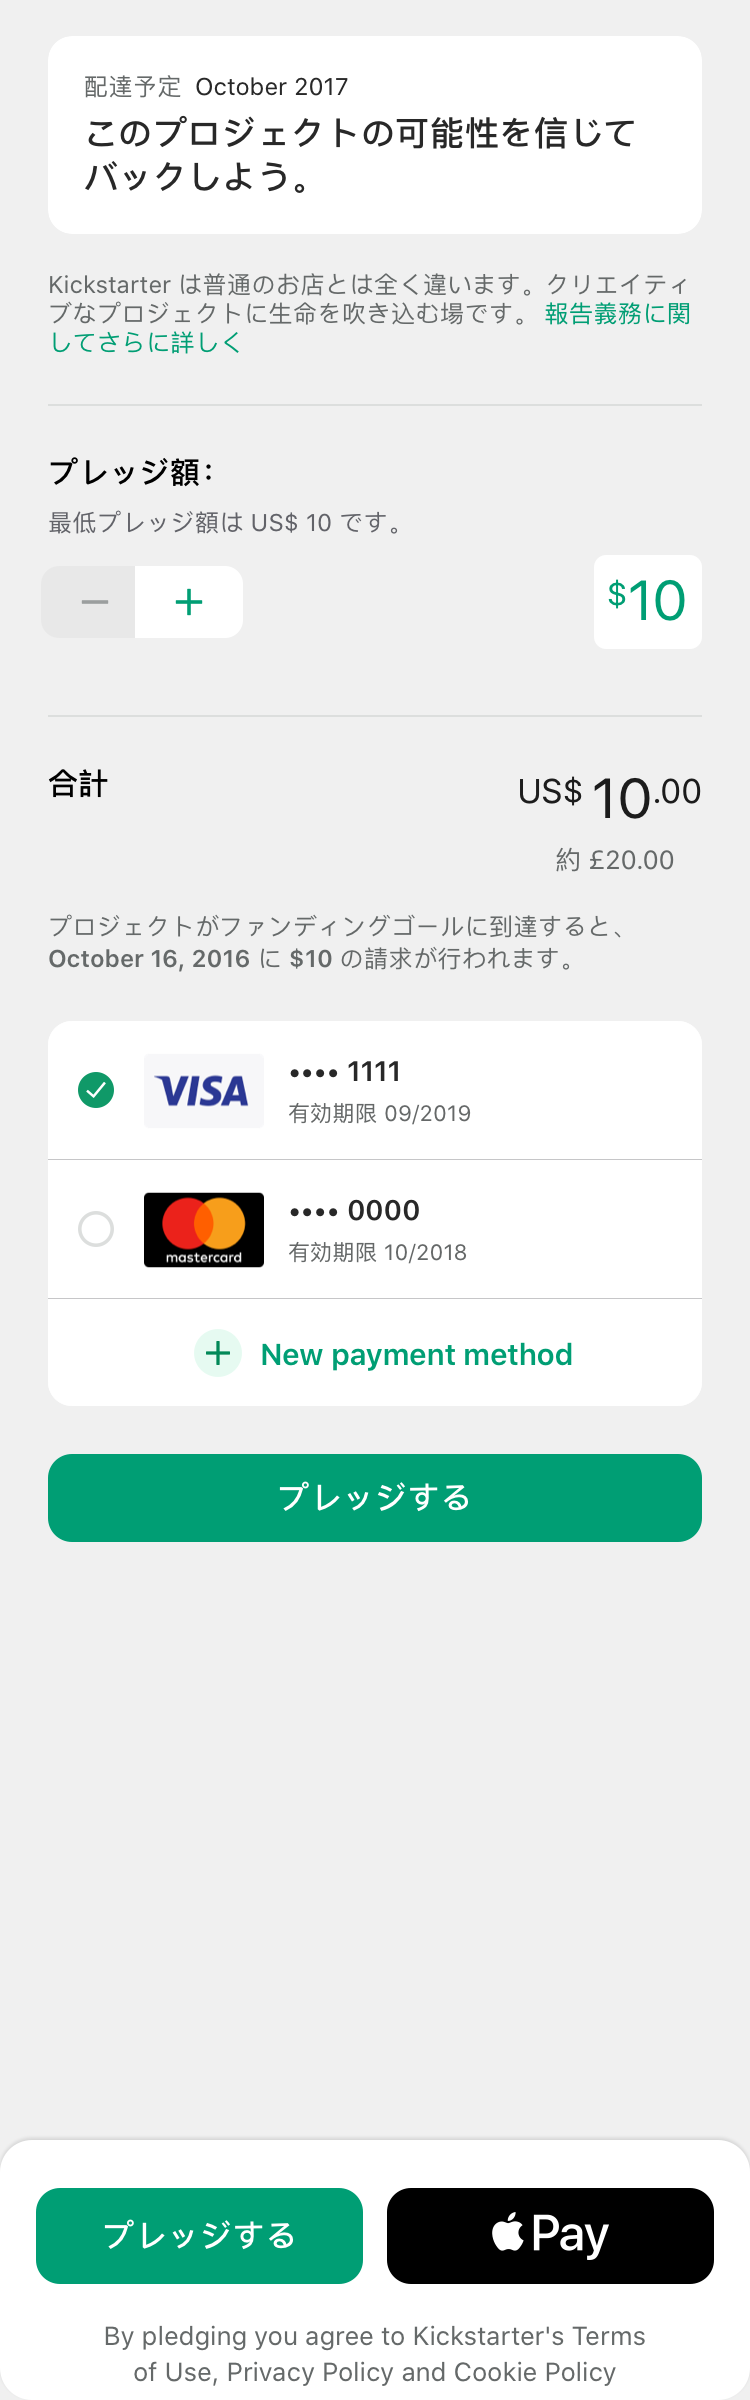 配達予定 October 2017
このプロジェクトの可能性を信じて
バックしよう。
Kickstarter は普通のお店とは全く違います。クリエイティ
ブなプロジェクトに生命を吹き込む場です。 報告義務に関
してさらに詳しく
プレッジ額：
最低プレッジ額は US$ 10 です。
− +
$10
合計
US$ 10.00
約 £20.00
プロジェクトがファンディングゴールに到達すると、
October 16, 2016 に $10 の請求が行われます。
VISA
•••• 1111
有効期限 09/2019
mastercard
•••• 0000
有効期限 10/2018
+ New payment method
プレッジする
プレッジする
Pay
By pledging you agree to Kickstarter's Terms
of Use, Privacy Policy and Cookie Policy